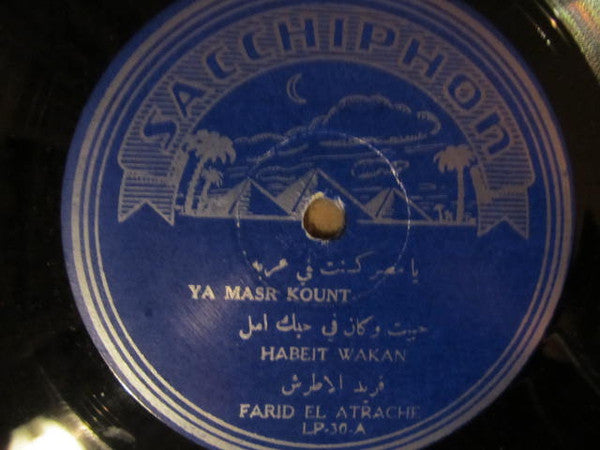 SACCHIPHON
يا مصر كنت في غربه
YA MASR KOUNT
حبيت وكان في حبك امل
HABEIT WAKAN
فريد الاطرش
FARID EL ATRACHE
LP-30-A